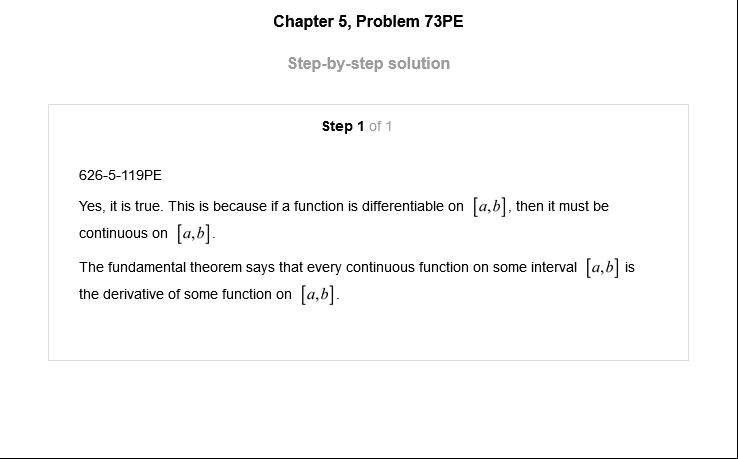 Chapter 5, Problem 73PE
Step-by-step solution
Step 1 of 1
626-5-119PE
Yes, it is true. This is because if a function is differentiable on [a,b], then it must be
continuous on [a,b].
The fundamental theorem says that every continuous function on some interval [a,b] is
the derivative of some function on [a,b].